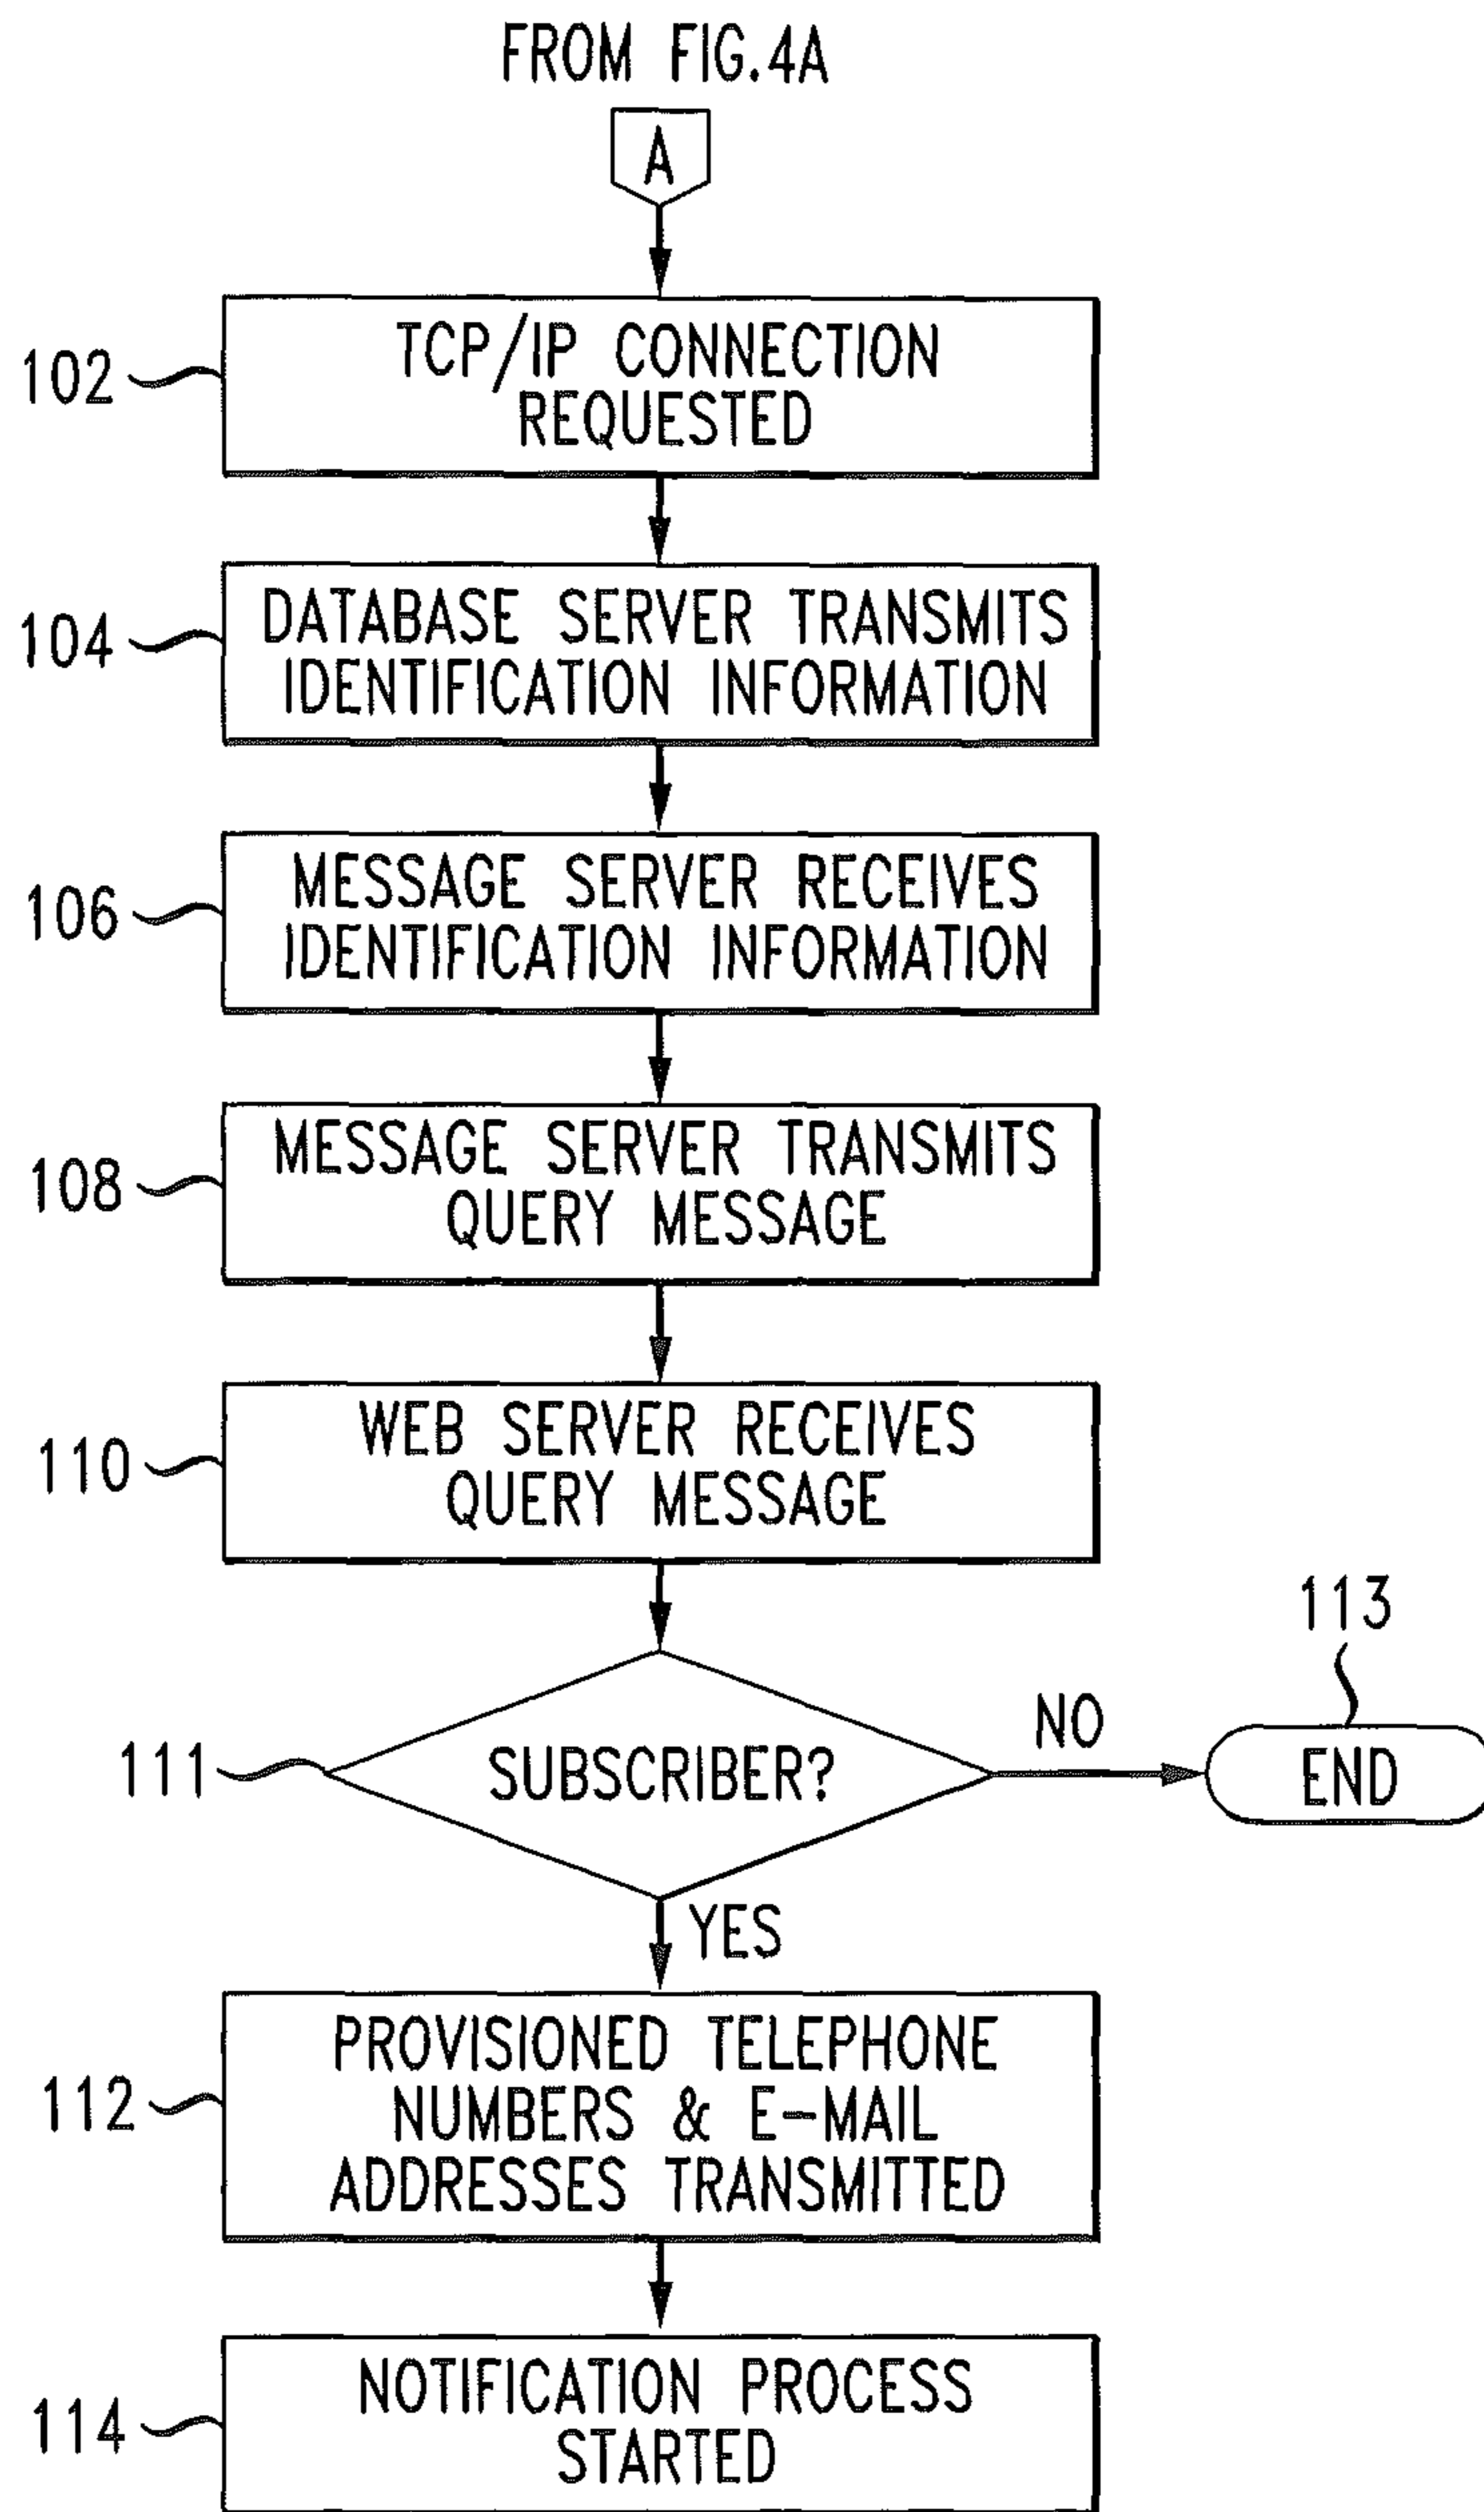 FROM FIG.4A
A
102
TCP/IP CONNECTION
REQUESTED
104
DATABASE SERVER TRANSMITS
IDENTIFICATION INFORMATION
106
MESSAGE SERVER RECEIVES
IDENTIFICATION INFORMATION
108
MESSAGE SERVER TRANSMITS
QUERY MESSAGE
110
WEB SERVER RECEIVES
QUERY MESSAGE
113
111
SUBSCRIBER?
NO
END
YES
112
PROVISIONED TELEPHONE
NUMBERS & E-MAIL
ADDRESSES TRANSMITTED
114
NOTIFICATION PROCESS
STARTED